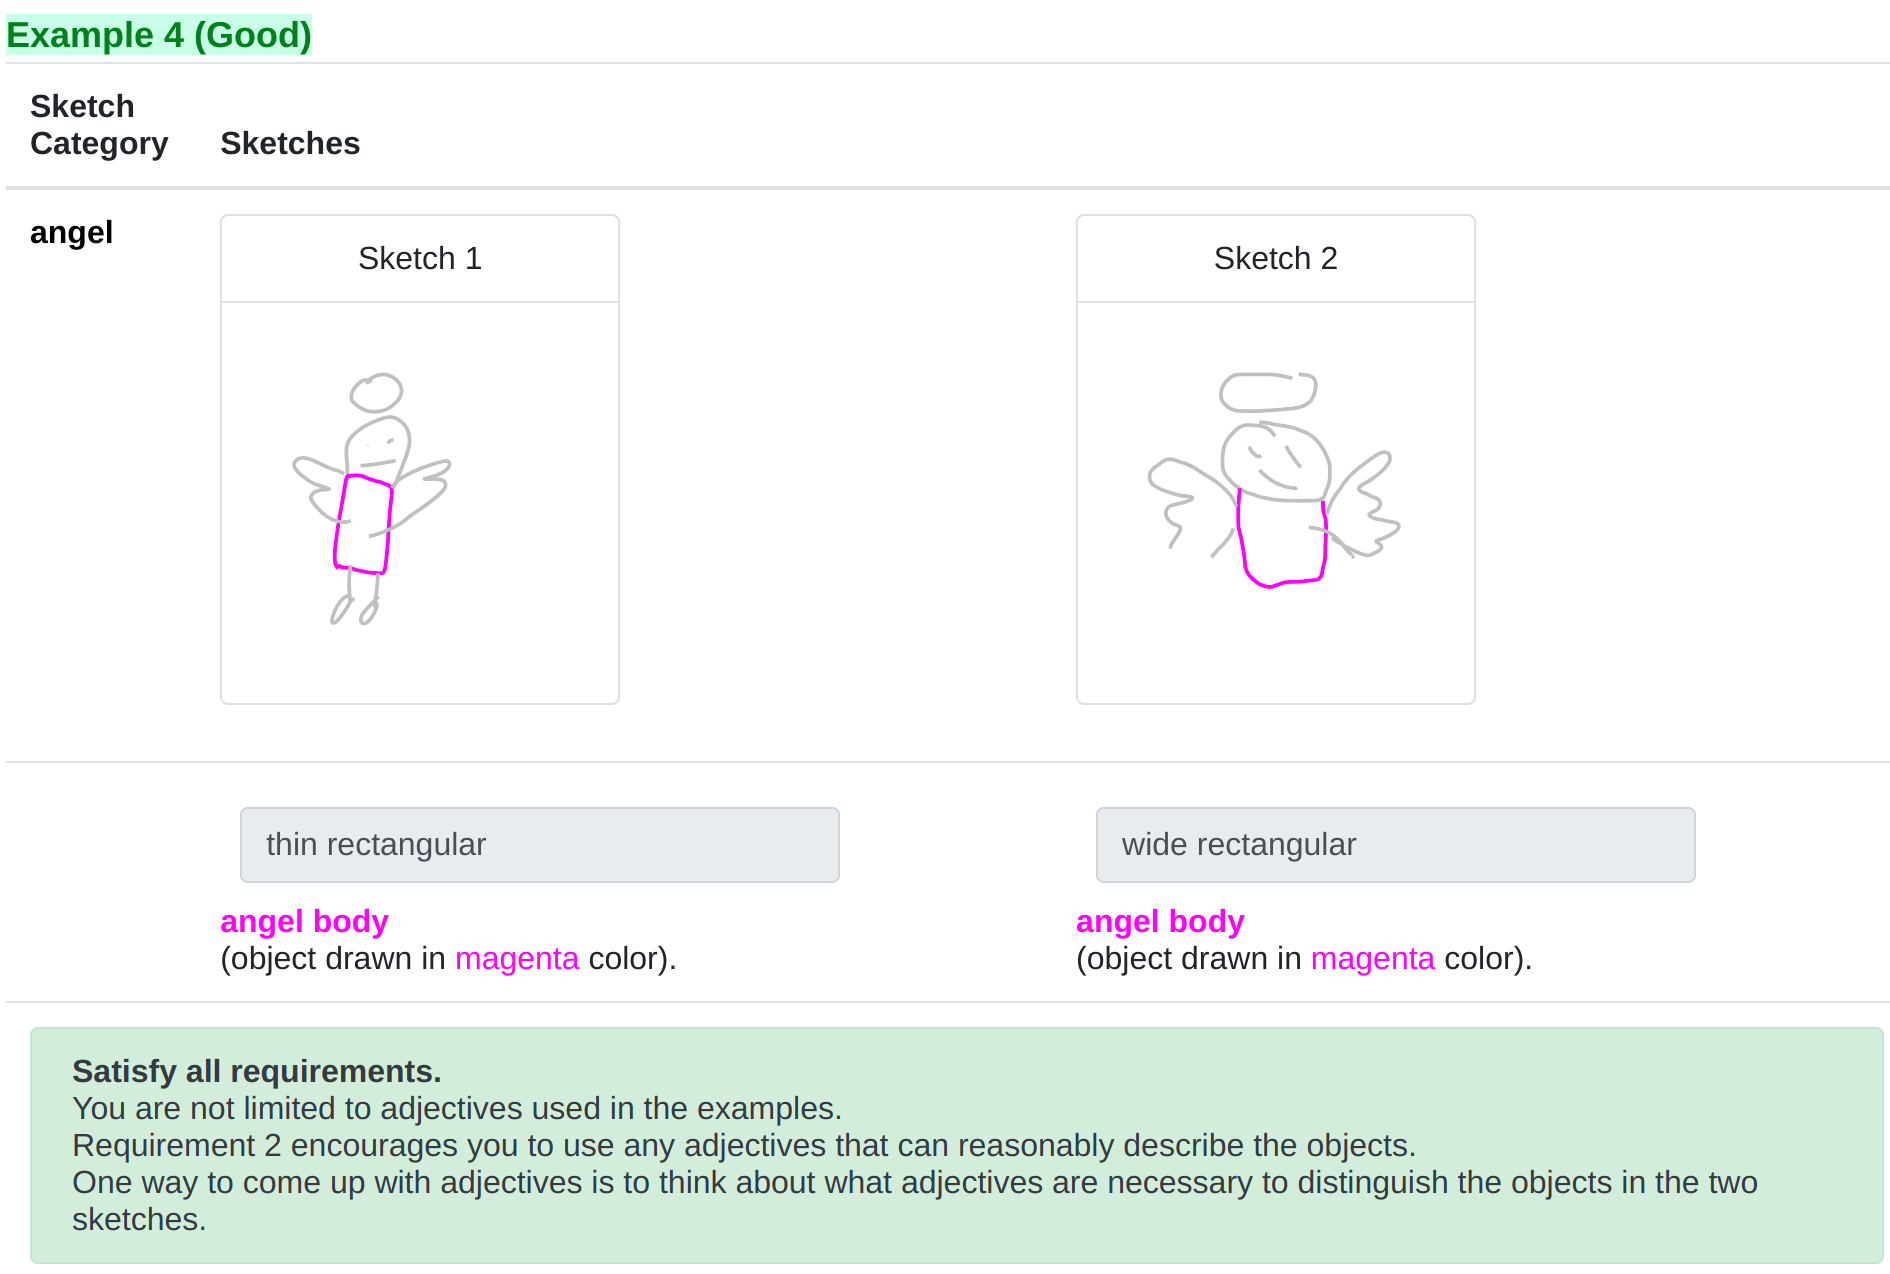 Example 4 (Good)
Sketch
Category
Sketches
angel
Sketch 1
Sketch 2
thin rectangular
wide rectangular
angel body
(object drawn in magenta color).
angel body
(object drawn in magenta color).
Satisfy all requirements.
You are not limited to adjectives used in the examples.
Requirement 2 encourages you to use any adjectives that can reasonably describe the objects.
One way to come up with adjectives is to think about what adjectives are necessary to distinguish the objects in the two
sketches.